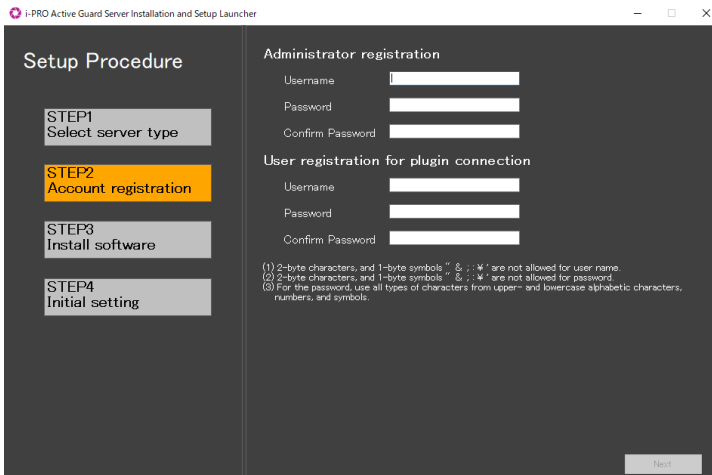 i-PRO Active Guard Server Installation and Setup Launcher
Setup Procedure
STEP1
Select server type
STEP2
Account registration
STEP3
Install software
STEP4
Initial setting
Administrator registration
Username
Password
Confirm Password
User registration for plugin connection
Username
Password
Confirm Password
(1) 2-byte characters, and 1-byte symbols " & ; : ¥ ' are not allowed for user name.
(2) 2-byte characters, and 1-byte symbols " & ; : ¥ ' are not allowed for password.
(3) For the password, use all types of characters from upper- and lowercase alphabetic characters,
numbers, and symbols.
Next